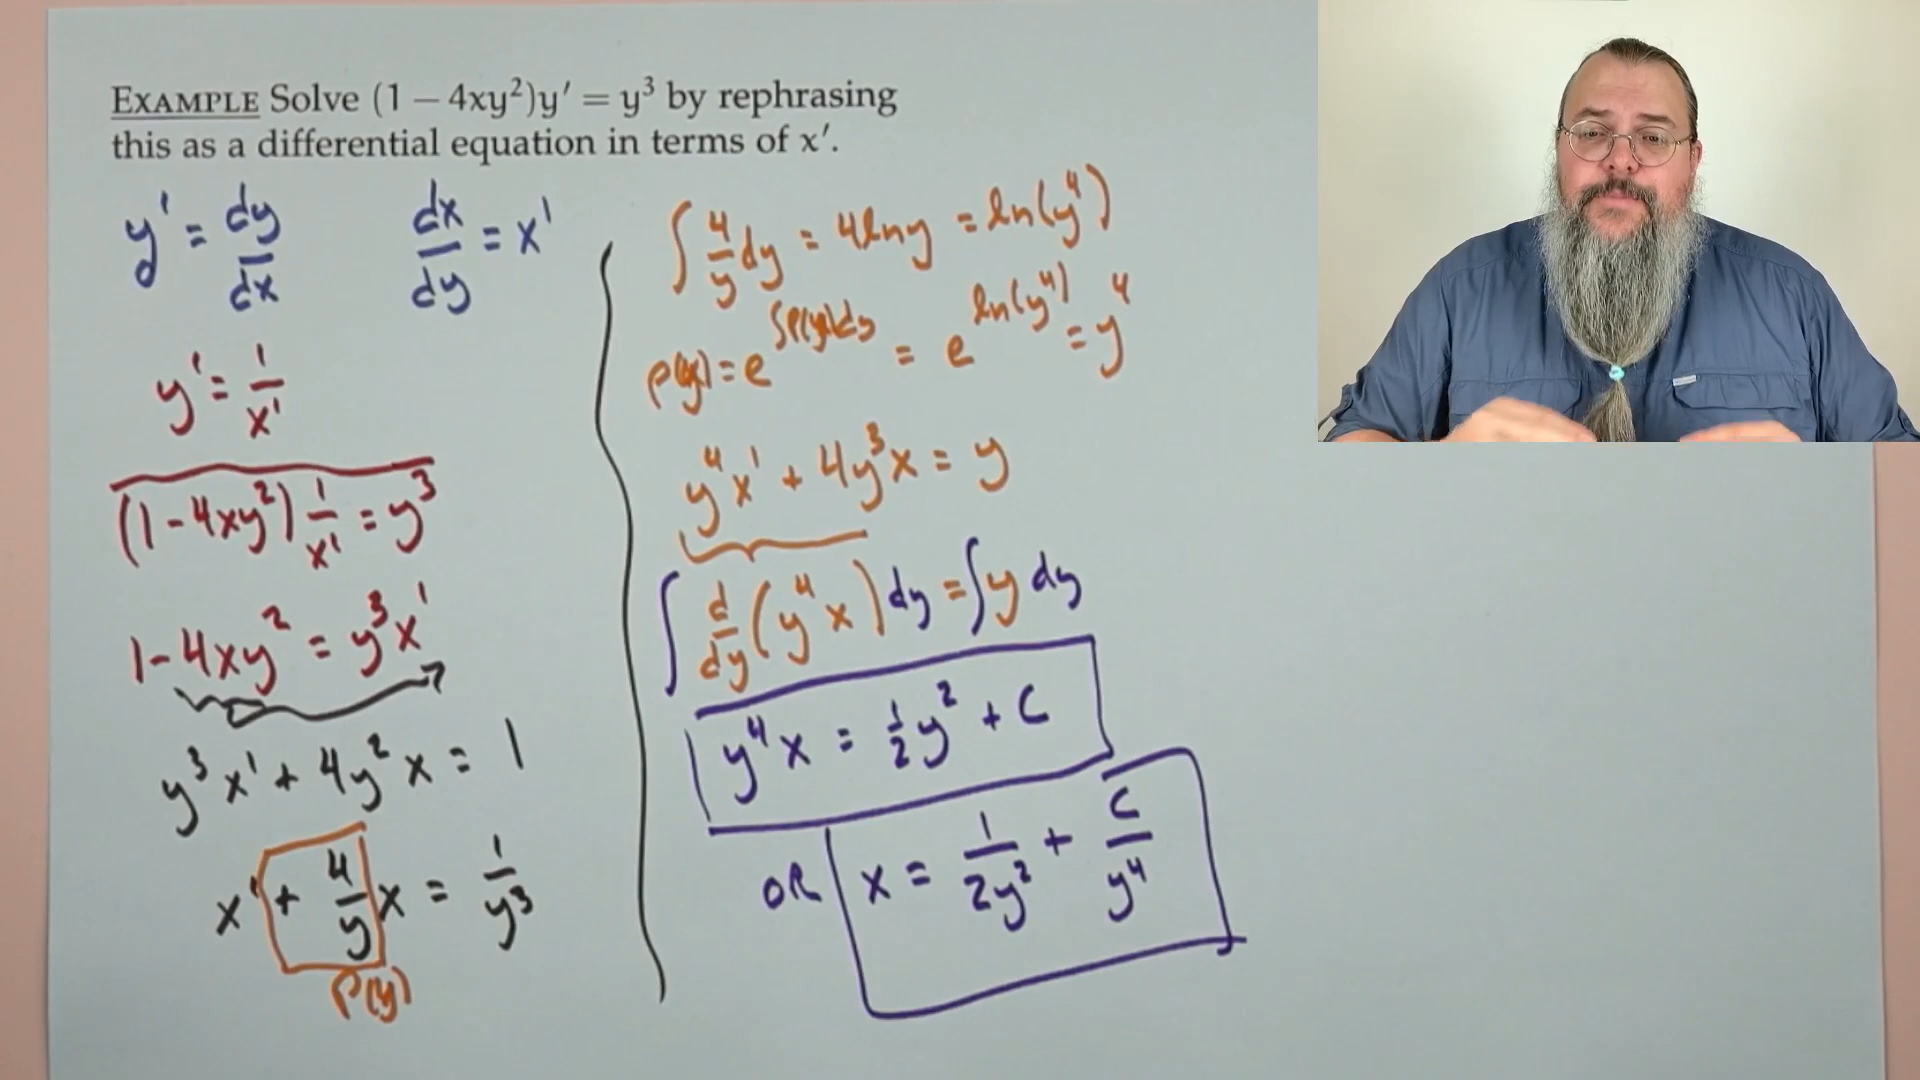 EXAMPLE Solve (1 − 4xy²)y′ = y³ by rephrasing
this as a differential equation in terms of x′.
y' = dy/dx
dx/dy = x'
y' = 1/x'
(1-4xy²) 1/x' = y³
1-4xy² = y³x'
y³x' + 4y²x = 1
x' + 4/y x = 1/y³
P(y)
∫ 4/y dy = 4lny = ln(y⁴)
ρ(y) = e^∫P(y)dy = e^ln(y⁴) = y⁴
y⁴x' + 4y³x = y
∫ d/dy (y⁴x) dy = ∫ y dy
y⁴x = 1/2 y² + C
OR x = 1/2y² + C/y⁴